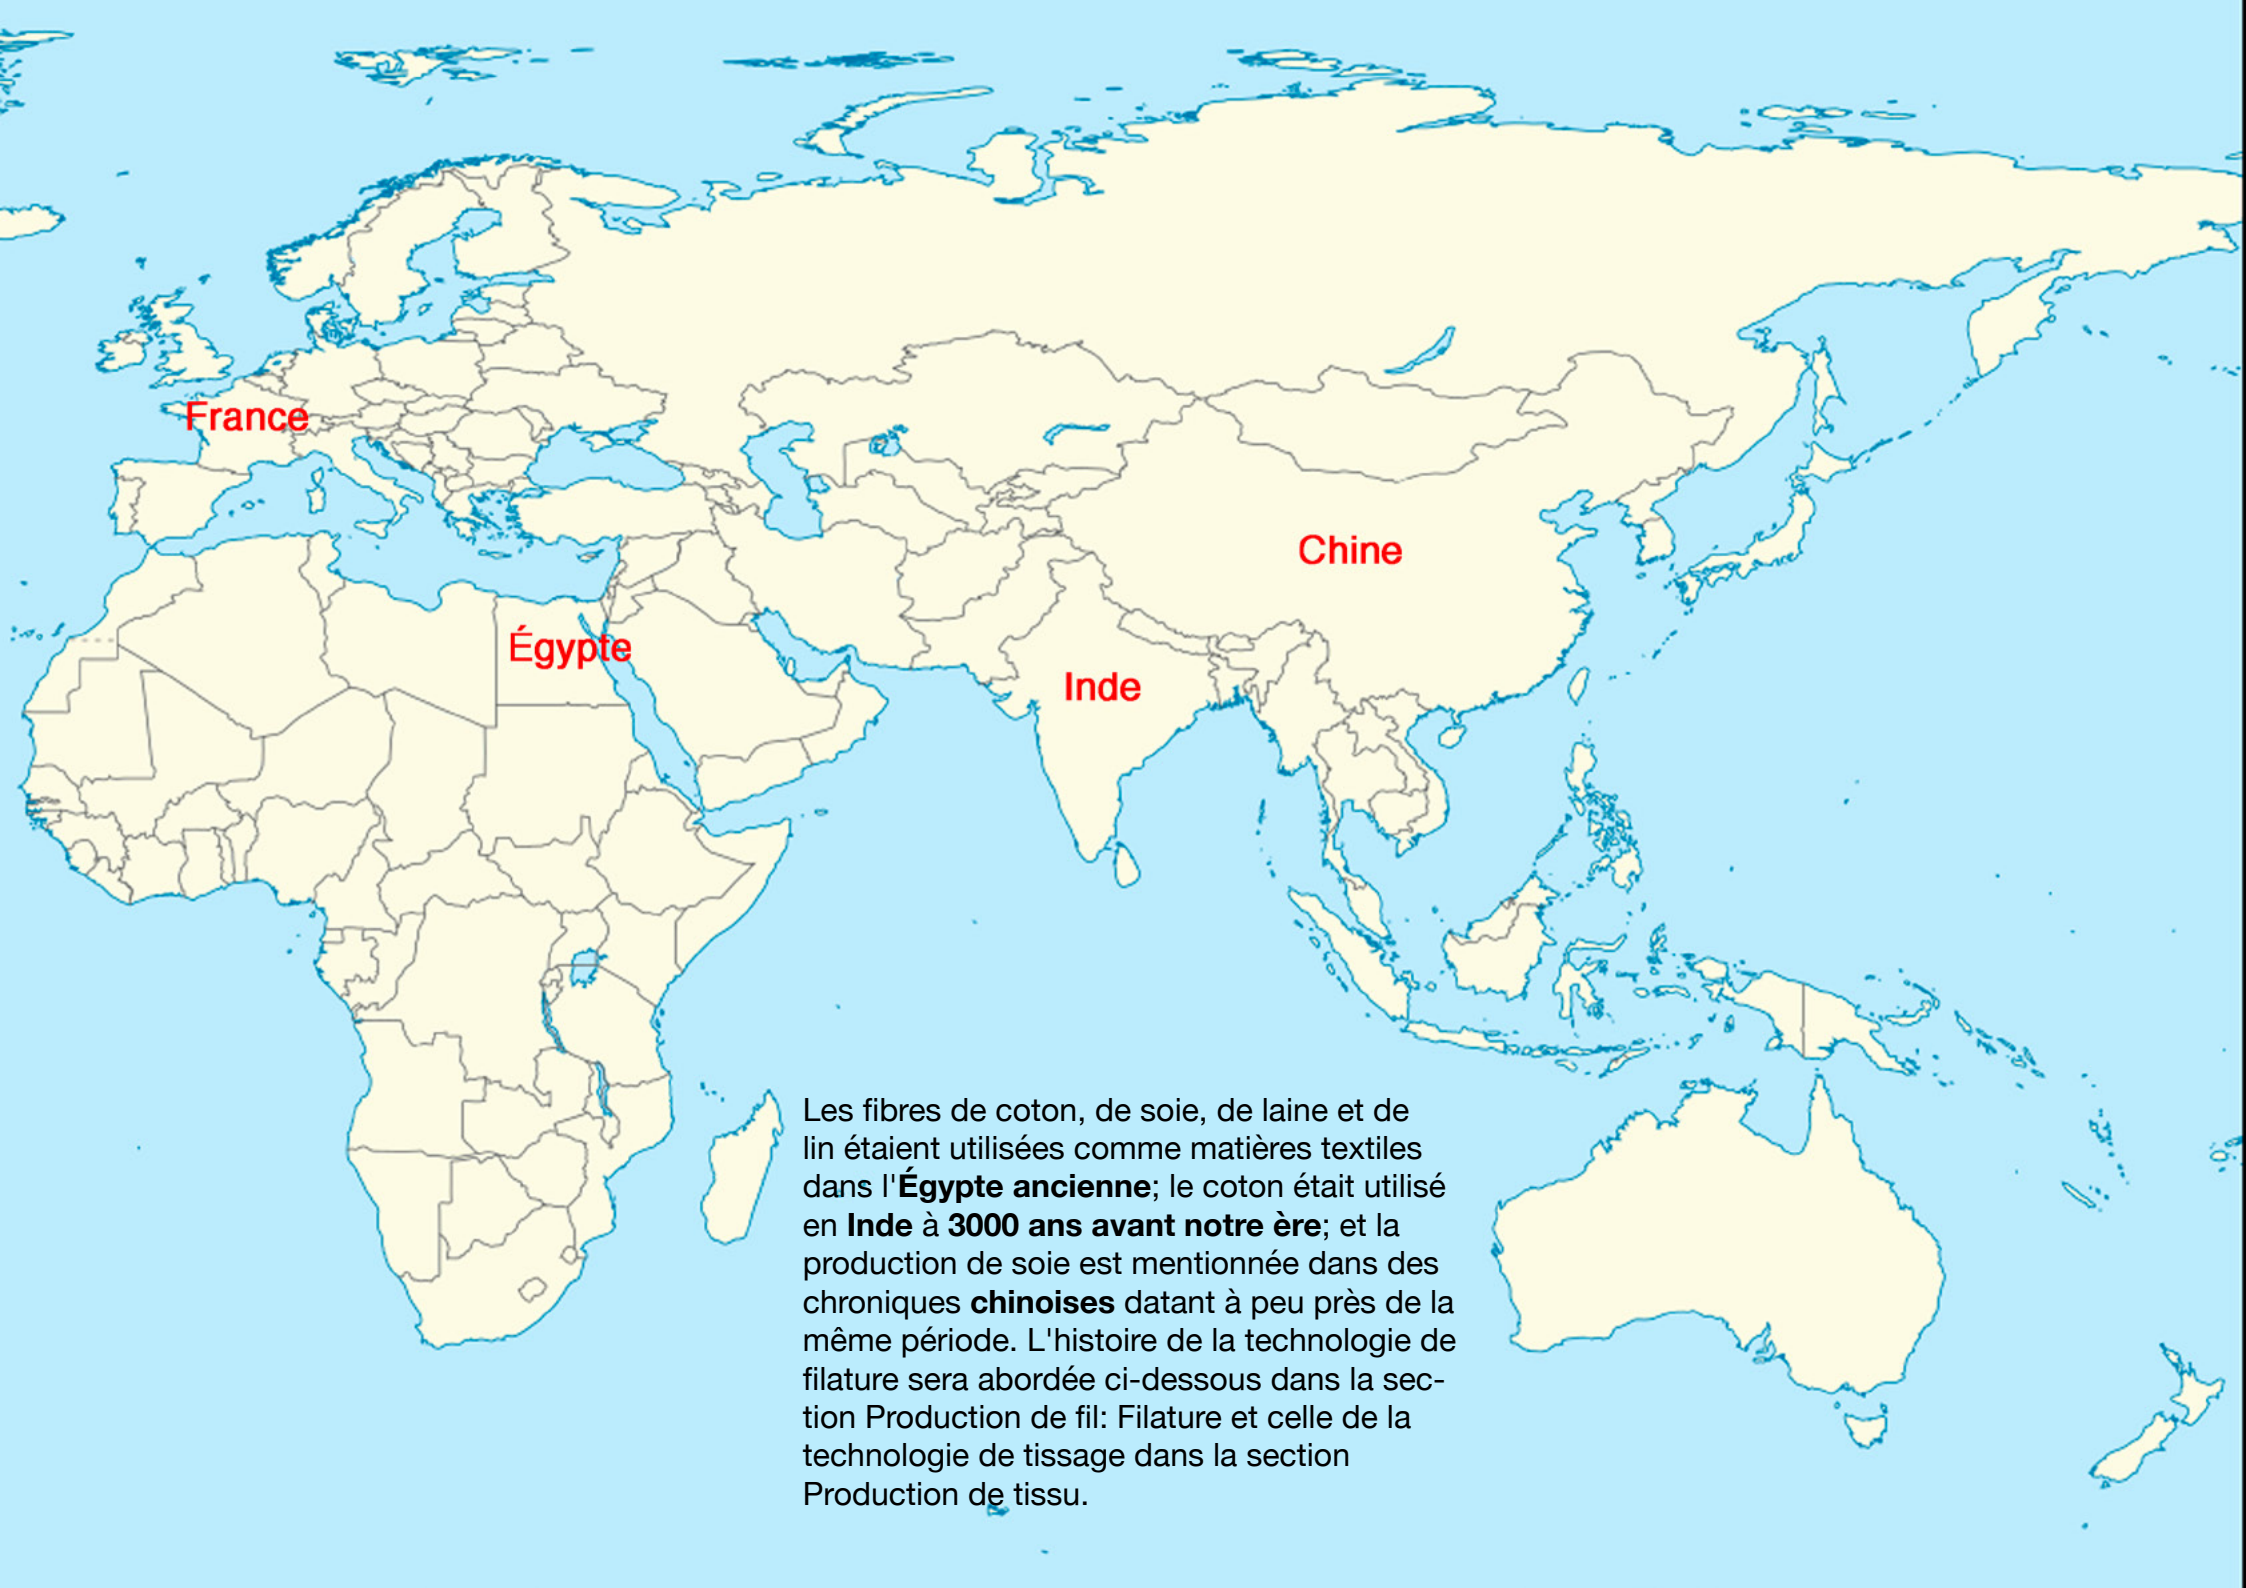 France
Chine
Égypte
Inde
Les fibres de coton, de soie, de laine et de
lin étaient utilisées comme matières textiles
dans l'Égypte ancienne; le coton était utilisé
en Inde à 3000 ans avant notre ère; et la
production de soie est mentionnée dans des
chroniques chinoises datant à peu près de la
même période. L'histoire de la technologie de
filature sera abordée ci-dessous dans la sec-
tion Production de fil: Filature et celle de la
technologie de tissage dans la section
Production de tissu.